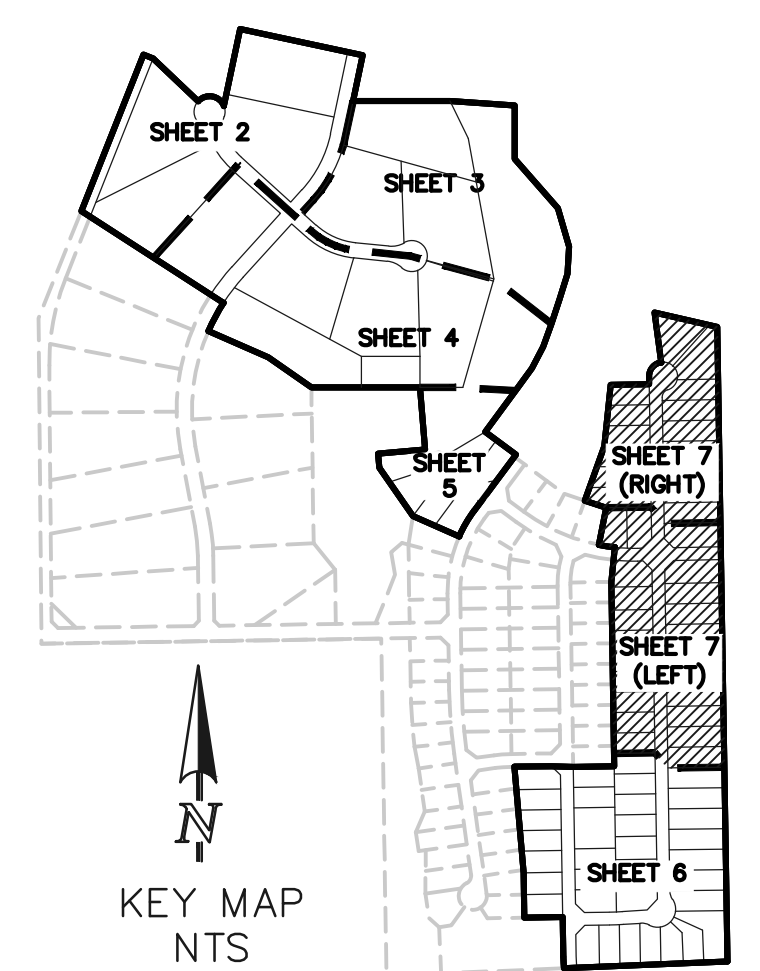 SHEET 2
SHEET 3
SHEET 4
SHEET
5
SHEET 7
(RIGHT)
SHEET 7
(LEFT)
SHEET 6
N
KEY MAP
NTS